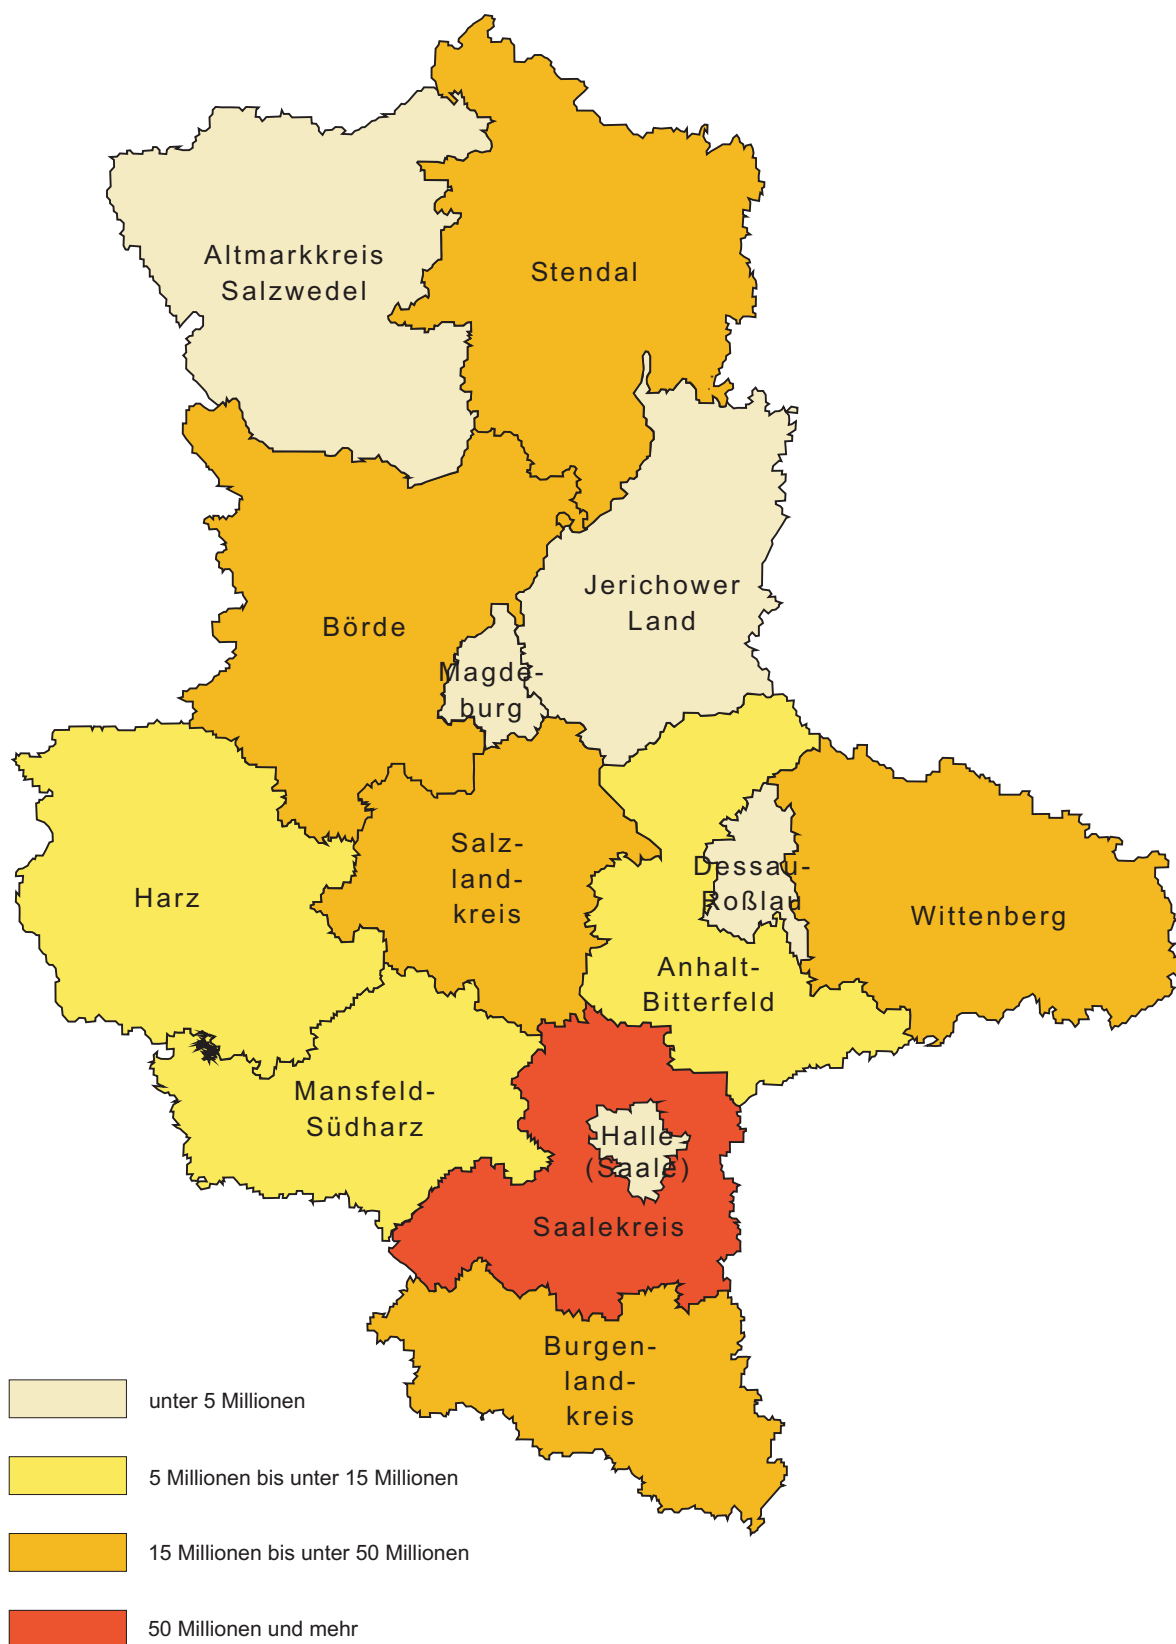 Altmarkkreis
Salzwedel
Stendal
Jerichower
Land
Börde
Magde-
burg
Salz-
land-
kreis
Harz
Dessau-
Roßlau
Wittenberg
Anhalt-
Bitterfeld
Mansfeld-
Südharz
Halle
(Saale)
Saalekreis
Burgen-
land-
kreis
unter 5 Millionen
5 Millionen bis unter 15 Millionen
15 Millionen bis unter 50 Millionen
50 Millionen und mehr